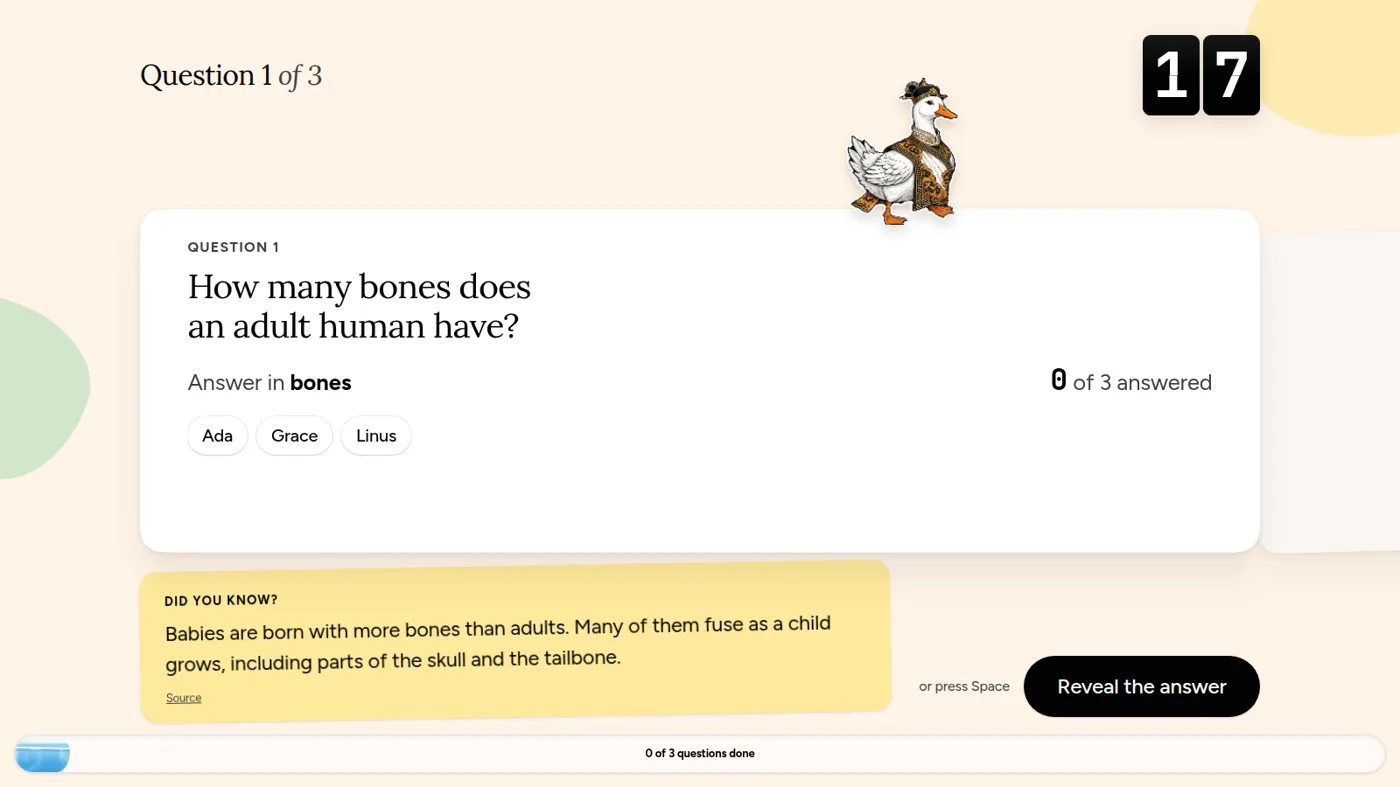 Question 1 of 3
17
QUESTION 1
How many bones does
an adult human have?
Answer in bones
0 of 3 answered
Ada
Grace
Linus
DID YOU KNOW?
Babies are born with more bones than adults. Many of them fuse as a child
grows, including parts of the skull and the tailbone.
Source
or press Space
Reveal the answer
0 of 3 questions done